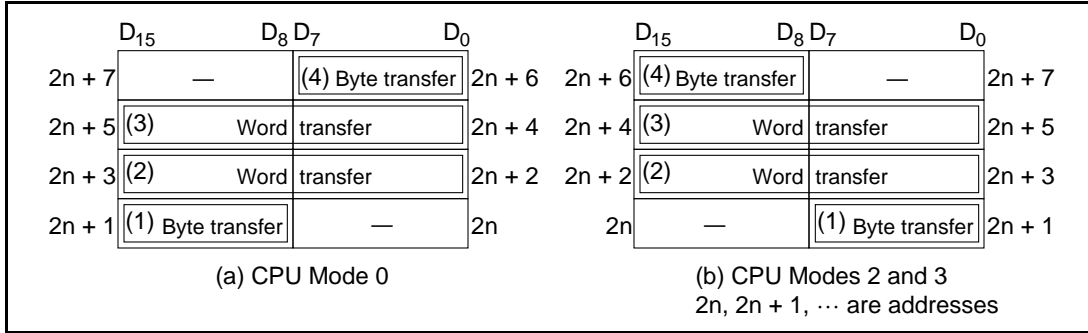 D15 D8 D7 D0
2n + 7 — (4) Byte transfer 2n + 6
2n + 5 (3) Word transfer 2n + 4
2n + 3 (2) Word transfer 2n + 2
2n + 1 (1) Byte transfer — 2n
(a) CPU Mode 0
D15 D8 D7 D0
2n + 6 (4) Byte transfer — 2n + 7
2n + 4 (3) Word transfer 2n + 5
2n + 2 (2) Word transfer 2n + 3
2n — (1) Byte transfer 2n + 1
(b) CPU Modes 2 and 3
2n, 2n + 1, ··· are addresses